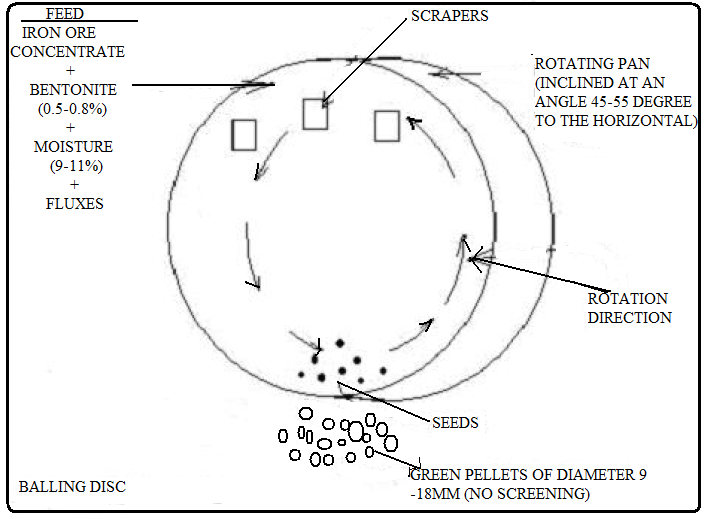 FEED
IRON ORE
CONCENTRATE
+
BENTONITE
(0.5-0.8%)
+
MOISTURE
(9-11%)
+
FLUXES
SCRAPERS
ROTATING PAN
(INCLINED AT AN
ANGLE 45-55 DEGREE
TO THE HORIZONTAL)
ROTATION
DIRECTION
SEEDS
GREEN PELLETS OF DIAMETER 9
-18MM (NO SCREENING)
BALLING DISC